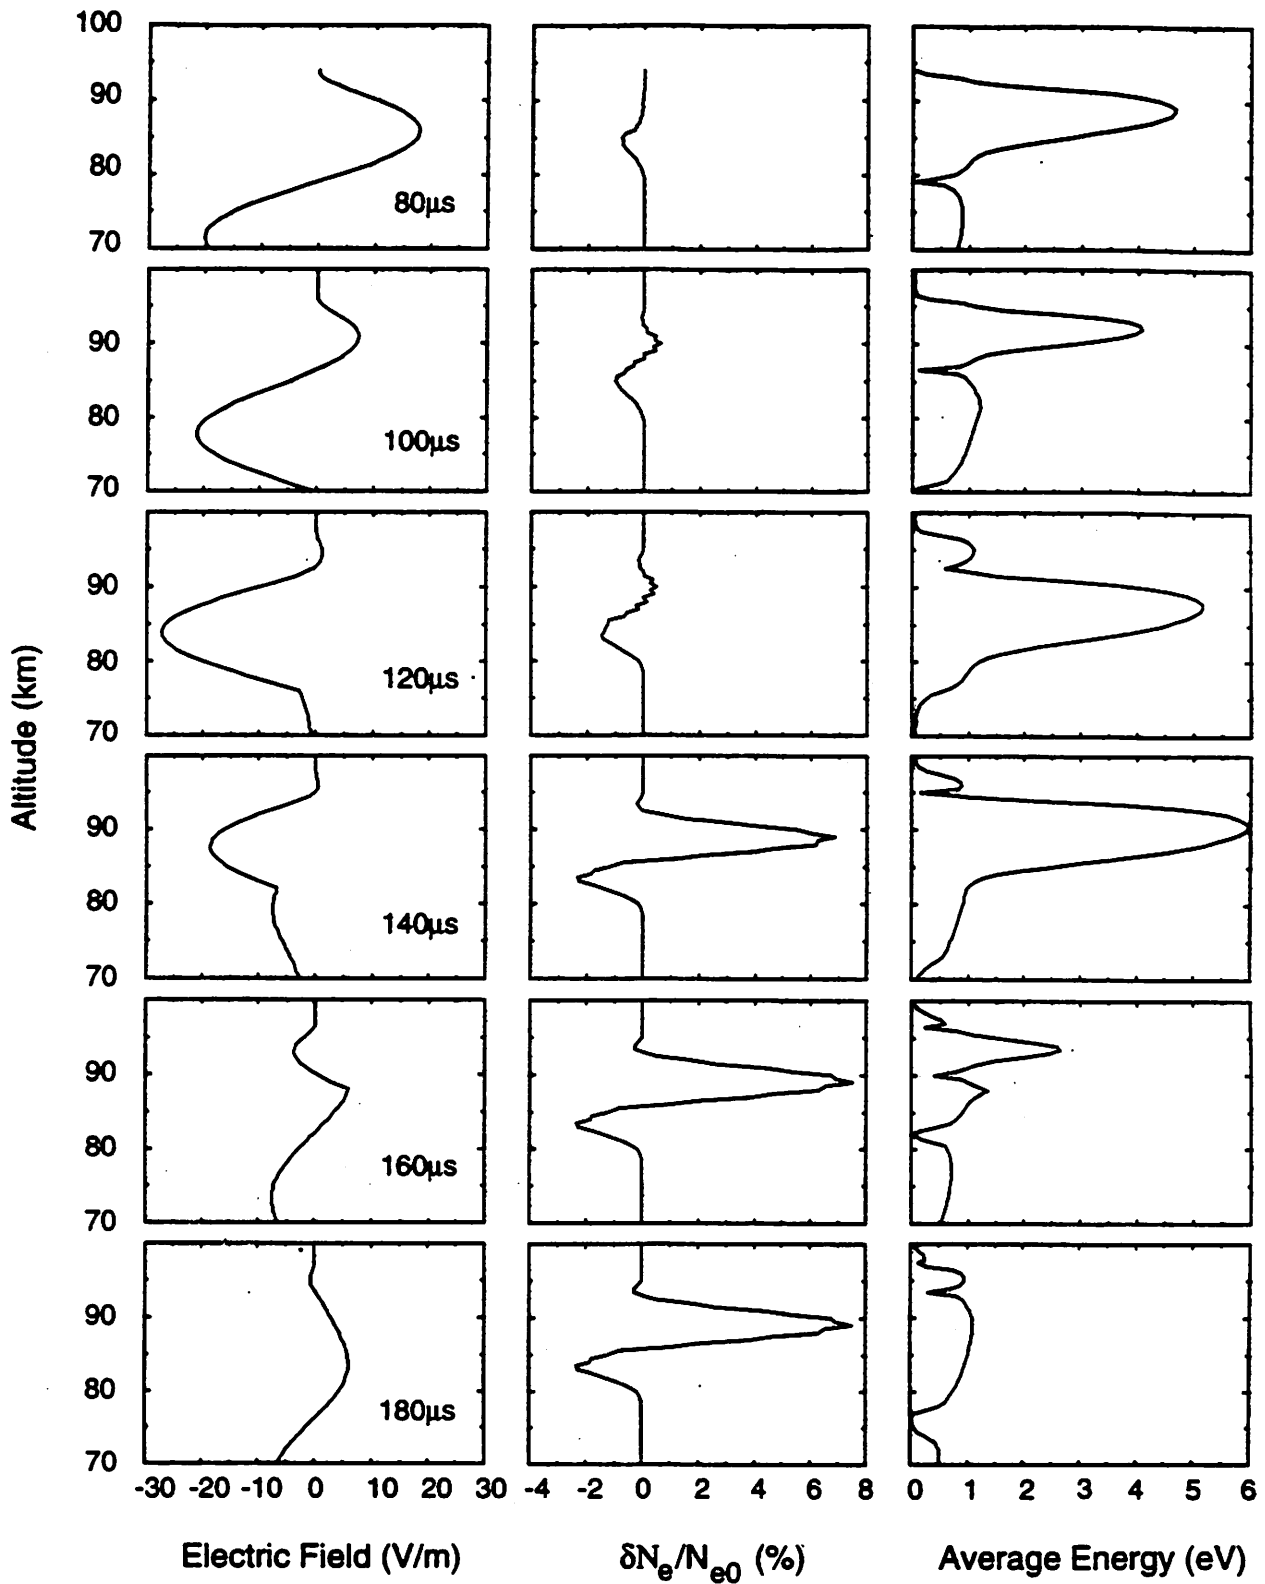 100
90
80
70
80μs
90
80
70
100μs
90
80
70
120μs
90
80
70
140μs
90
80
70
160μs
90
80
70
180μs
Altitude (km)
-30 -20 -10 0 10 20 30
-4 -2 0 2 4 6 8
0 1 2 3 4 5 6
Electric Field (V/m)
δNe/Ne0 (%)
Average Energy (eV)